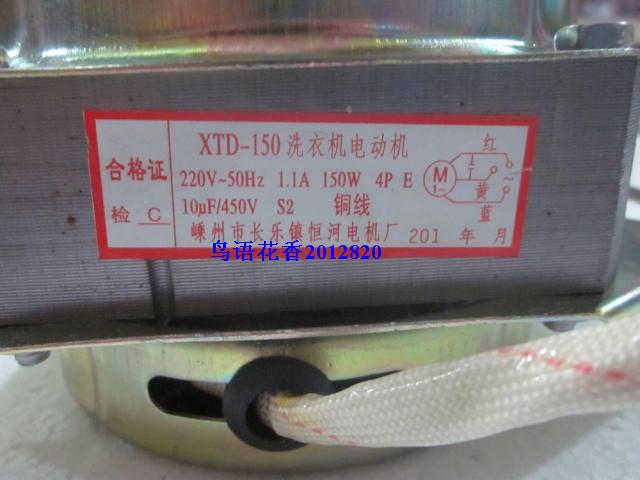 合格证
检 C
XTD-150 洗衣机电动机
220V~50Hz 1.1A 150W 4P E
10μF/450V S2 铜线
嵊州市长乐镇恒河电机厂 201 年 月
M
1~
红
黄
蓝
~
鸟语花香2012820